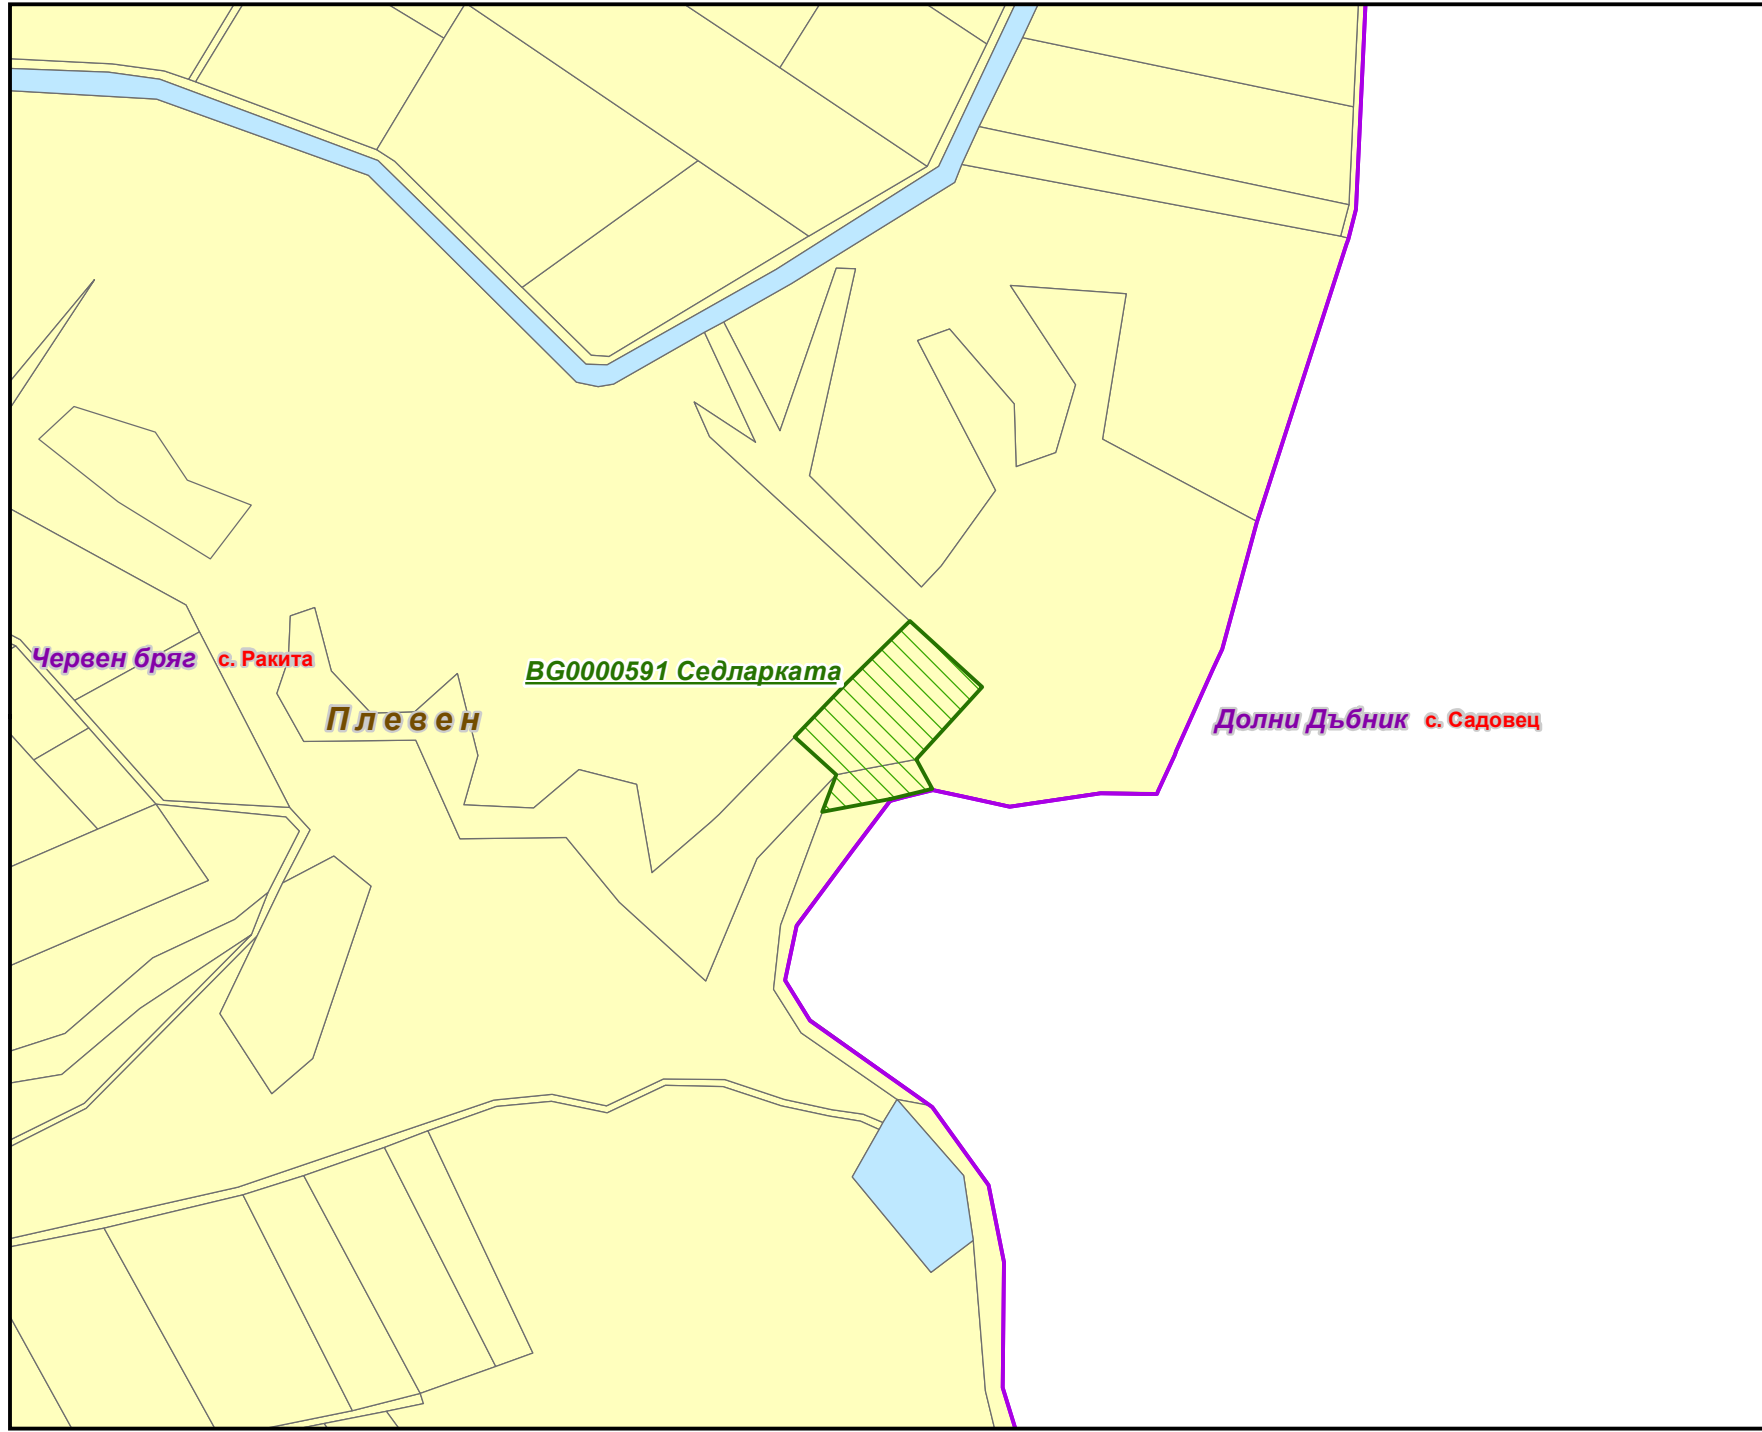 Червен бряг с. Ракита
BG0000591 Седларката
Плевен
Долни Дъбник с. Садовец